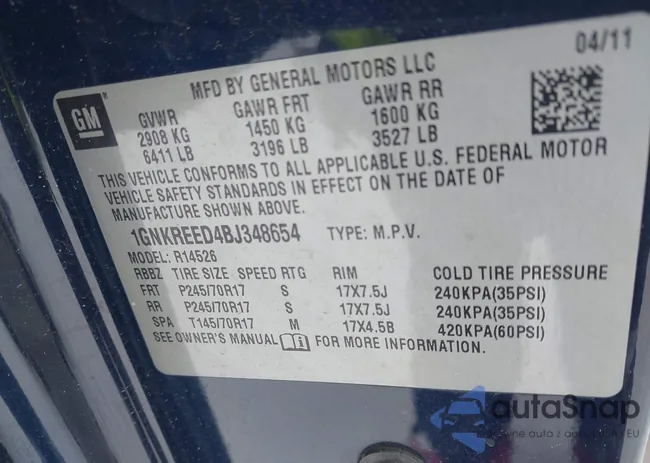 04/11
MFD BY GENERAL MOTORS LLC
GM
GVWR GAWR FRT GAWR RR
2908 KG 1450 KG 1600 KG
6411 LB 3196 LB 3527 LB
THIS VEHICLE CONFORMS TO ALL APPLICABLE U.S. FEDERAL MOTOR
VEHICLE SAFETY STANDARDS IN EFFECT ON THE DATE OF
MANUFACTURE SHOWN ABOVE.
1GNKREED4BJ348654 TYPE: M.P.V.
MODEL: R14526
RBBZ TIRE SIZE SPEED RTG RIM COLD TIRE PRESSURE
FRT P245/70R17 S 17X7.5J 240KPA(35PSI)
RR P245/70R17 S 17X7.5J 240KPA(35PSI)
SPA T145/70R17 M 17X4.5B 420KPA(60PSI)
SEE OWNER'S MANUAL i FOR MORE INFORMATION.
autaSnap
auta z
EU